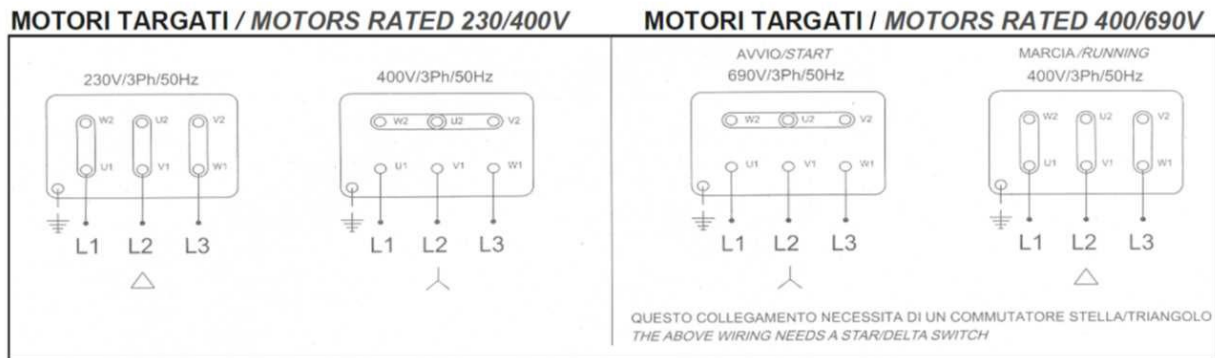 MOTORI TARGATI / MOTORS RATED 230/400V
230V/3Ph/50Hz
W2 U2 V2
U1 V1 W1
L1 L2 L3
400V/3Ph/50Hz
W2 U2 V2
U1 V1 W1
L1 L2 L3
MOTORI TARGATI / MOTORS RATED 400/690V
AVVIO/START
690V/3Ph/50Hz
W2 U2 V2
U1 V1 W1
L1 L2 L3
MARCIA/RUNNING
400V/3Ph/50Hz
W2 U2 V2
U1 V1 W1
L1 L2 L3
QUESTO COLLEGAMENTO NECESSITA DI UN COMMUTATORE STELLA/TRIANGOLO
THE ABOVE WIRING NEEDS A STAR/DELTA SWITCH